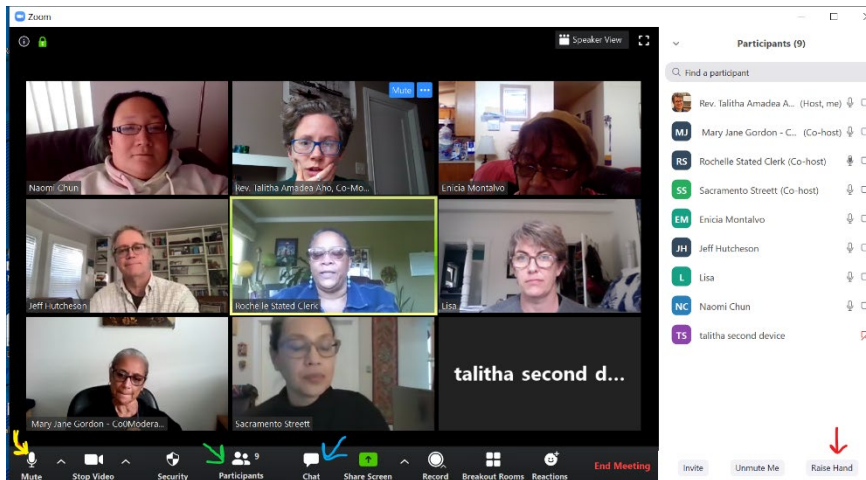 Zoom
Speaker View
Mute
Naomi Chun
Rev. Talitha Amadea Aho, Co-Mo...
Enicia Montalvo
Jeff Hutcheson
Rochelle Stated Clerk
Lisa
Mary Jane Gordon - Co0Modera...
Sacramento Streett
talitha second d...
Mute
Stop Video
Security
Participants
9
Chat
Share Screen
Record
Breakout Rooms
Reactions
End Meeting
Participants (9)
Find a participant
Rev. Talitha Amadea A... (Host, me)
MJ Mary Jane Gordon - C... (Co-host)
RS Rochelle Stated Clerk (Co-host)
SS Sacramento Streett (Co-host)
EM Enicia Montalvo
JH Jeff Hutcheson
L Lisa
NC Naomi Chun
TS talitha second device
Invite
Unmute Me
Raise Hand